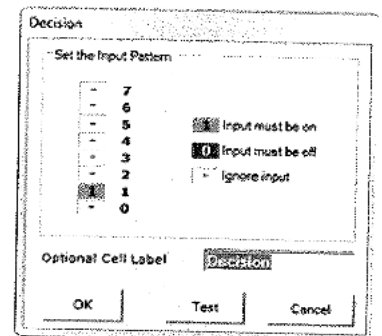 Decision
Set the Input Pattern
- 7
- 6
- 5
- 4
- 3
- 2
1 1
- 0
1 Input must be on
0 Input must be off
- Ignore input
Optional Cell Label Decision
OK Test Cancel